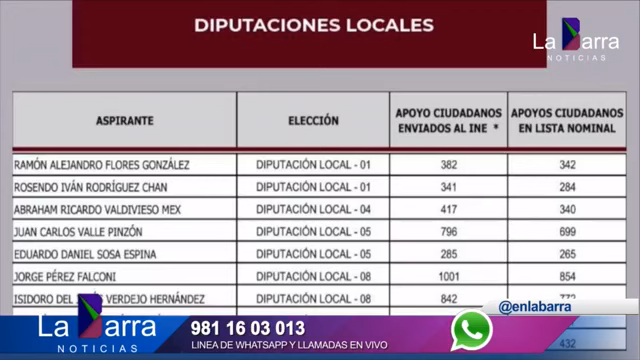 DIPUTACIONES LOCALES
La Barra
NOTICIAS
ASPIRANTE ELECCIÓN APOYO CIUDADANOS ENVIADOS AL INE * APOYOS CIUDADANOS EN LISTA NOMINAL
RAMÓN ALEJANDRO FLORES GONZÁLEZ DIPUTACIÓN LOCAL - 01 382 342
ROSENDO IVÁN RODRÍGUEZ CHAN DIPUTACIÓN LOCAL - 01 341 284
ABRAHAM RICARDO VALDIVIESO MEX DIPUTACIÓN LOCAL - 04 417 340
JUAN CARLOS VALLE PINZÓN DIPUTACIÓN LOCAL - 05 796 699
EDUARDO DANIEL SOSA ESPINA DIPUTACIÓN LOCAL - 05 285 265
JORGE PÉREZ FALCONI DIPUTACIÓN LOCAL - 08 1001 854
ISIDORO DEL JESÚS VERDEJO HERNÁNDEZ DIPUTACIÓN LOCAL - 08 842
@enlabarra
La Barra
NOTICIAS
981 16 03 013
LINEA DE WHATSAPP Y LLAMADAS EN VIVO
432